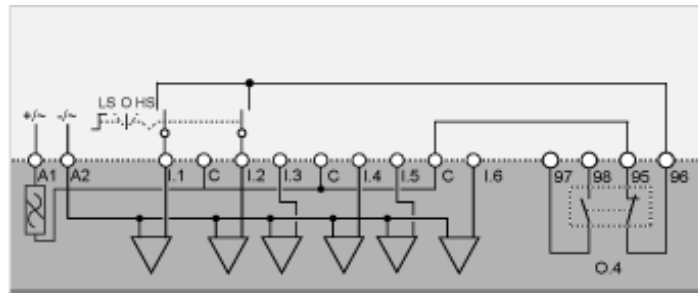 LS O HS
+/~ -/~
A1 A2 I.1 C I.2 I.3 C I.4 I.5 C I.6 97 98 95 96
O.4